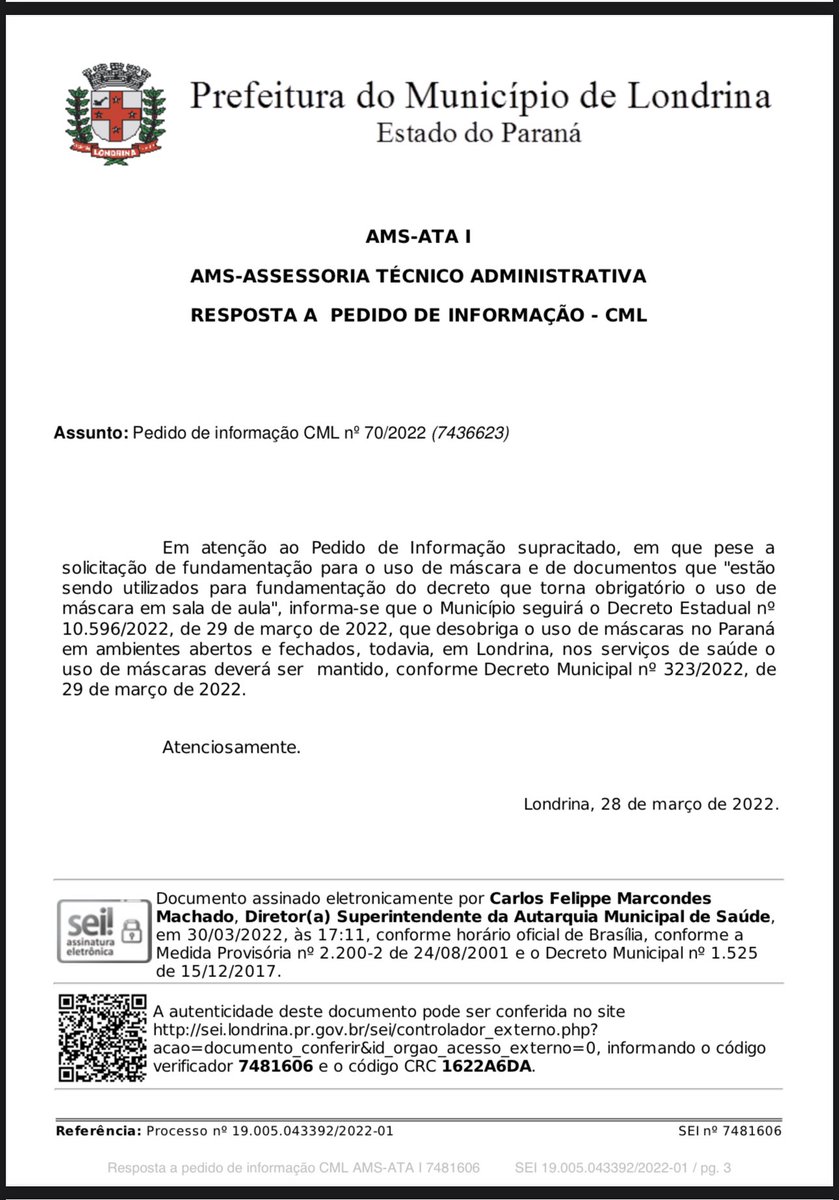 LONDRINA
Prefeitura do Município de Londrina
Estado do Paraná
AMS-ATA I
AMS-ASSESSORIA TÉCNICO ADMINISTRATIVA
RESPOSTA A  PEDIDO DE INFORMAÇÃO - CML
Assunto: Pedido de informação CML nº 70/2022 (7436623)
Em atenção ao Pedido de Informação supracitado, em que pese a
solicitação de fundamentação para o uso de máscara e de documentos que "estão
sendo utilizados para fundamentação do decreto que torna obrigatório o uso de
máscara em sala de aula", informa-se que o Município seguirá o Decreto Estadual nº
10.596/2022, de 29 de março de 2022, que desobriga o uso de máscaras no Paraná
em ambientes abertos e fechados, todavia, em Londrina, nos serviços de saúde o
uso de máscaras deverá ser  mantido, conforme Decreto Municipal nº 323/2022, de
29 de março de 2022.
Atenciosamente.
Londrina, 28 de março de 2022.
sei!
assinatura
eletrônica
Documento assinado eletronicamente por Carlos Felippe Marcondes
Machado, Diretor(a) Superintendente da Autarquia Municipal de Saúde,
em 30/03/2022, às 17:11, conforme horário oficial de Brasília, conforme a
Medida Provisória nº 2.200-2 de 24/08/2001 e o Decreto Municipal nº 1.525
de 15/12/2017.
A autenticidade deste documento pode ser conferida no site
http://sei.londrina.pr.gov.br/sei/controlador_externo.php?
acao=documento_conferir&id_orgao_acesso_externo=0, informando o código
verificador 7481606 e o código CRC 1622A6DA.
Referência: Processo nº 19.005.043392/2022-01 SEI nº 7481606
Resposta a pedido de informação CML AMS-ATA I 7481606 SEI 19.005.043392/2022-01 / pg. 3